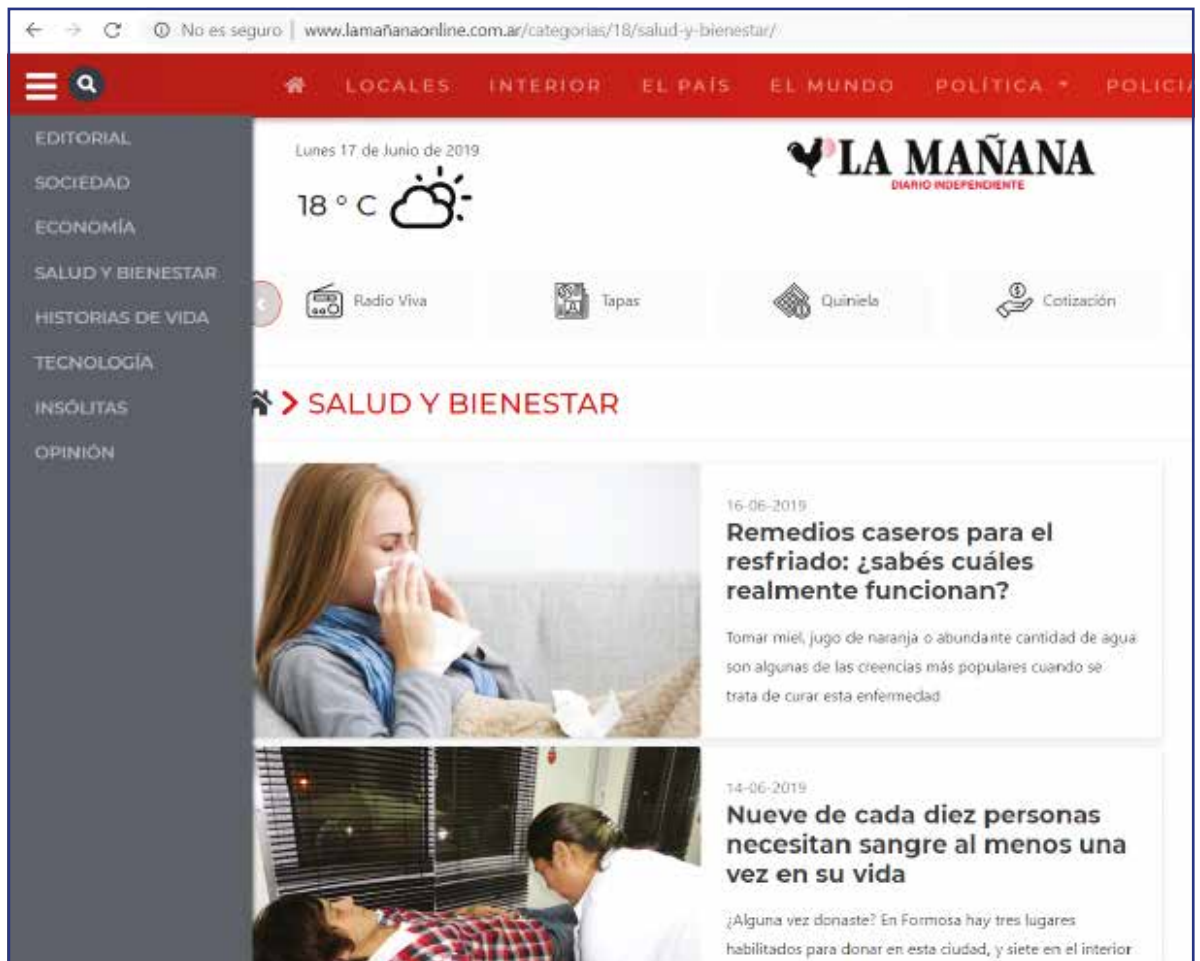 No es seguro | www.lamañanaonline.com.ar/categorias/18/salud-y-bienestar/
LOCALES INTERIOR EL PAÍS EL MUNDO POLÍTICA POLICIA
EDITORIAL
SOCIEDAD
ECONOMÍA
SALUD Y BIENESTAR
HISTORIAS DE VIDA
TECNOLOGÍA
INSÓLITAS
OPINIÓN
Lunes 17 de Junio de 2019
18 ° C
LA MAÑANA
DIARIO INDEPENDIENTE
Radio Viva
Tapas
Quiniela
Cotización
SALUD Y BIENESTAR
16-06-2019
Remedios caseros para el
resfriado: ¿sabés cuáles
realmente funcionan?
Tomar miel, jugo de naranja o abundante cantidad de agua
son algunas de las creencias más populares cuando se
trata de curar esta enfermedad
14-06-2019
Nueve de cada diez personas
necesitan sangre al menos una
vez en su vida
¿Alguna vez donaste? En Formosa hay tres lugares
habilitados para donar en esta ciudad, y siete en el interior